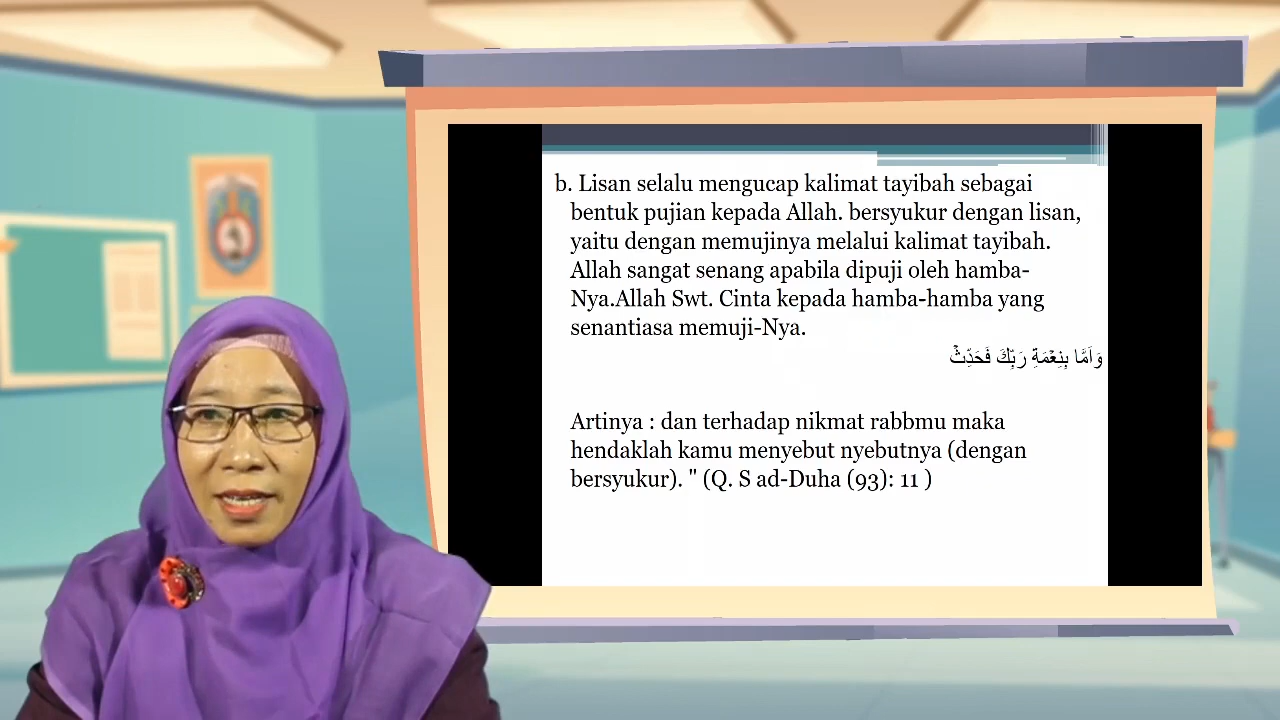 b. Lisan selalu mengucap kalimat tayibah sebagai
bentuk pujian kepada Allah. bersyukur dengan lisan,
yaitu dengan memujinya melalui kalimat tayibah.
Allah sangat senang apabila dipuji oleh hamba-
Nya.Allah Swt. Cinta kepada hamba-hamba yang
senantiasa memuji-Nya.
وَاَمَّا بِنِعْمَةِ رَبِّكَ فَحَدِّثْ
Artinya : dan terhadap nikmat rabbmu maka
hendaklah kamu menyebut nyebutnya (dengan
bersyukur). " (Q. S ad-Duha (93): 11 )